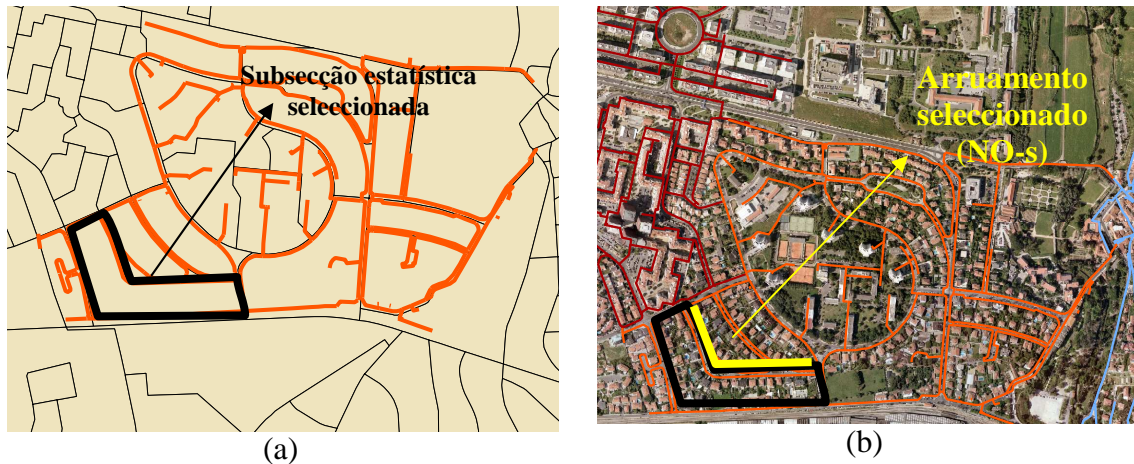 Subsecção estatística
seleccionada
Arruamento
seleccionado
(NO-s)
(a)
(b)